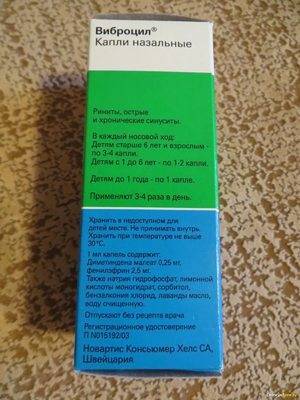 Виброцил®
Капли назальные
Риниты, острые
и хронические синуситы.
В каждый носовой ход:
Детям старше 6 лет и взрослым -
по 3-4 капли.
Детям с 1 до 6 лет - по 1-2 капли.
Детям до 1 года - по 1 капле.
Применяют 3-4 раза в день.
Хранить в недоступном для
детей месте. Не принимать внутрь.
Хранить при температуре не выше
30°С.
1 мл капель содержит:
Диметиндена малеат 0,25 мг,
фенилэфрин 2,5 мг.
Также натрия гидрофосфат, лимонной
кислоты моногидрат, сорбитол,
бензалкония хлорид, лаванды масло,
воду очищенную.
Отпускают без рецепта врача
Регистрационное удостоверение
П N015192/03
Новартис Консьюмер Хелс СА,
Швейцария